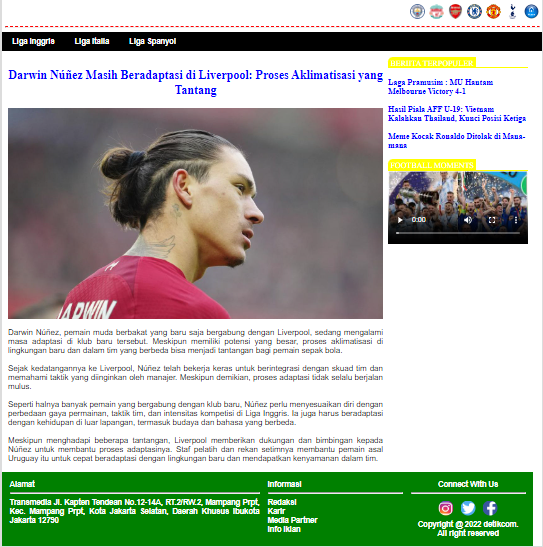 Liga Inggris Liga Italia Liga Spanyol
Darwin Núñez Masih Beradaptasi di Liverpool: Proses Aklimatisasi yang
Tantang
DARWIN
Darwin Núñez, pemain muda berbakat yang baru saja bergabung dengan Liverpool, sedang mengalami
masa adaptasi di klub baru tersebut. Meskipun memiliki potensi yang besar, proses aklimatisasi di
lingkungan baru dan dalam tim yang berbeda bisa menjadi tantangan bagi pemain sepak bola.
Sejak kedatangannya ke Liverpool, Núñez telah bekerja keras untuk berintegrasi dengan skuad tim dan
memahami taktik yang diinginkan oleh manajer. Meskipun demikian, proses adaptasi tidak selalu berjalan
mulus.
Seperti halnya banyak pemain yang bergabung dengan klub baru, Núñez perlu menyesuaikan diri dengan
perbedaan gaya permainan, taktik tim, dan intensitas kompetisi di Liga Inggris. Ia juga harus beradaptasi
dengan kehidupan di luar lapangan, termasuk budaya dan bahasa yang berbeda.
Meskipun menghadapi beberapa tantangan, Liverpool memberikan dukungan dan bimbingan kepada
Núñez untuk membantu proses adaptasinya. Staf pelatih dan rekan setimnya membantu pemain asal
Uruguay itu untuk cepat beradaptasi dengan lingkungan baru dan mendapatkan kenyamanan dalam tim.
BERITA TERPOPULER
Laga Pramusim : MU Hantam
Melbourne Victory 4-1
Hasil Piala AFF U-19: Vietnam
Kalahkan Thailand, Kunci Posisi Ketiga
Meme Kocak Ronaldo Ditolak di Mana-
mana
FOOTBALL MOMENTS
0:00
Alamat
Transmedia Jl. Kapten Tendean No.12-14A, RT.2/RW.2, Mampang Prpt,
Kec. Mampang Prpt, Kota Jakarta Selatan, Daerah Khusus Ibukota
Jakarta 12790
Informasi
Redaksi
Karir
Media Partner
Info Iklan
Connect With Us
Copyright @ 2022 detikcom.
All right reserved